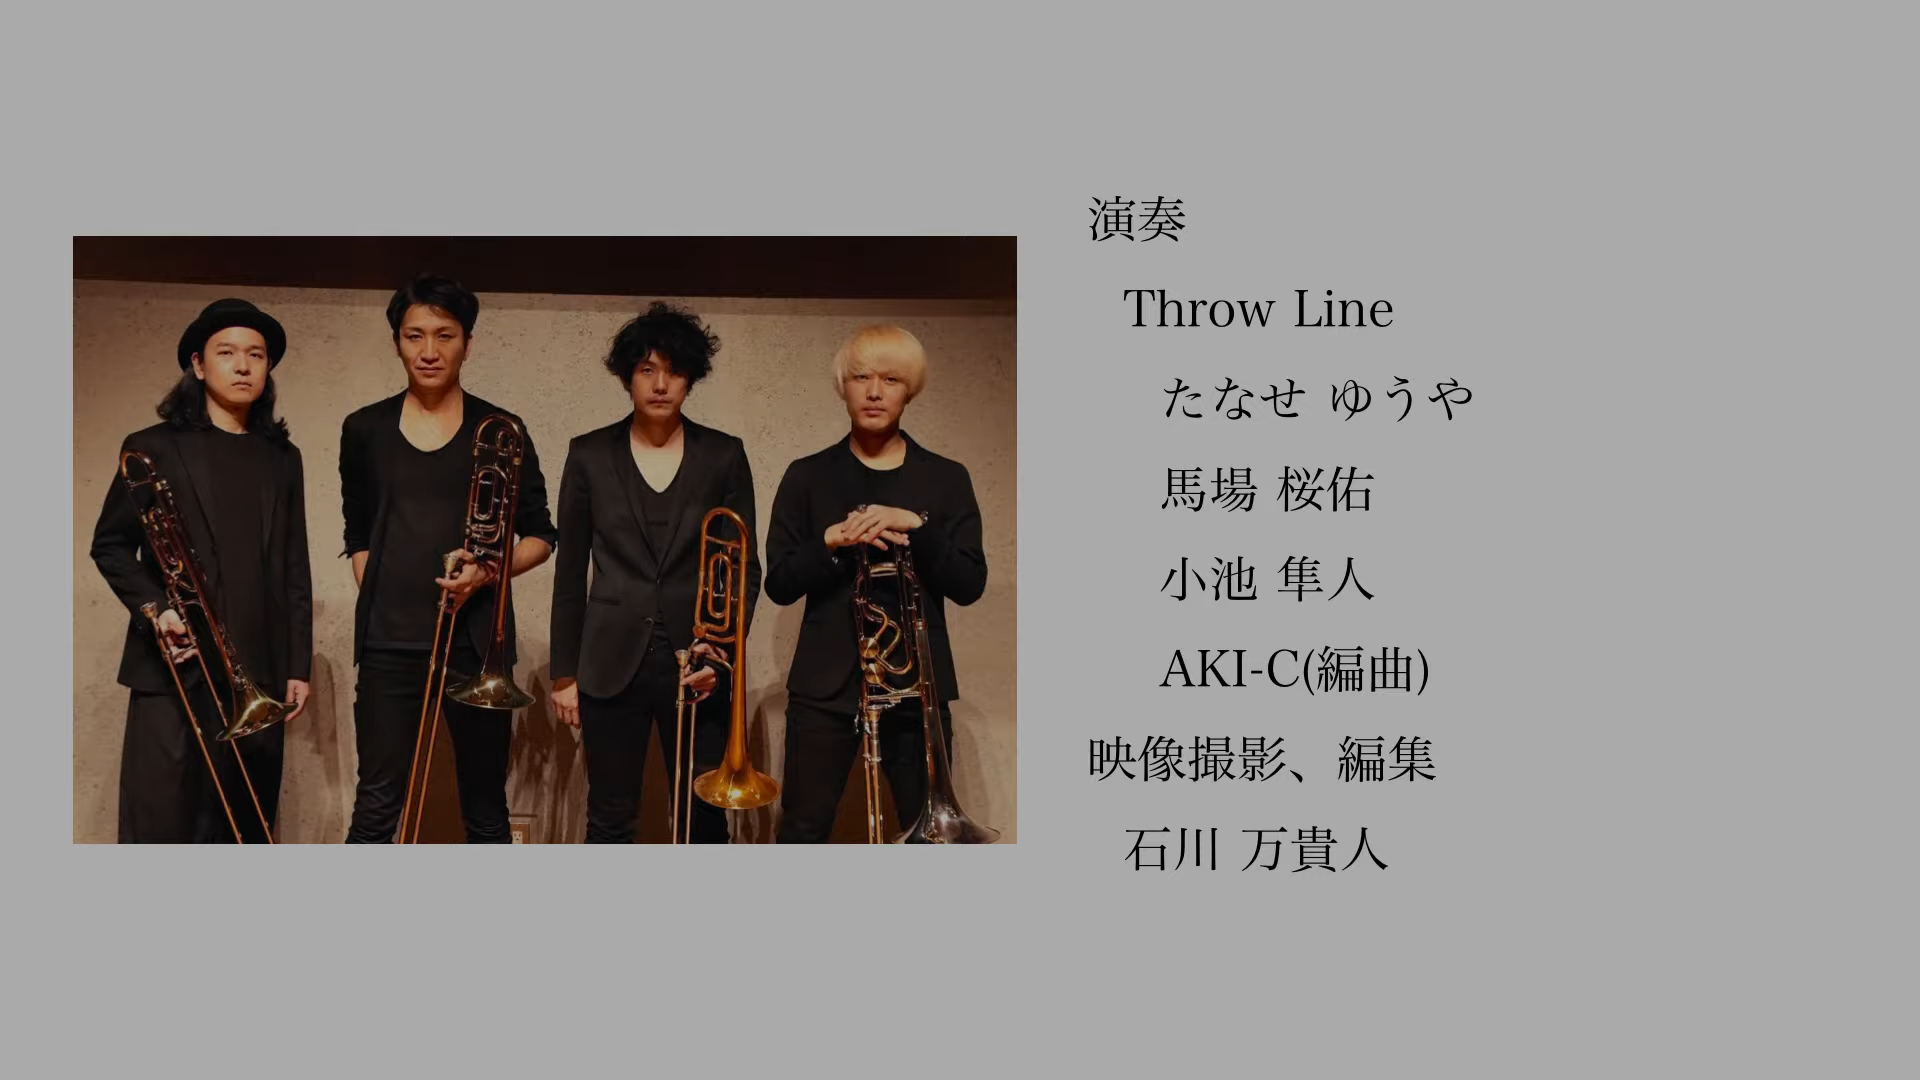 演奏
Throw Line
たなせ ゆうや
馬場 桜佑
小池 隼人
AKI-C(編曲)
映像撮影、編集
石川 万貴人